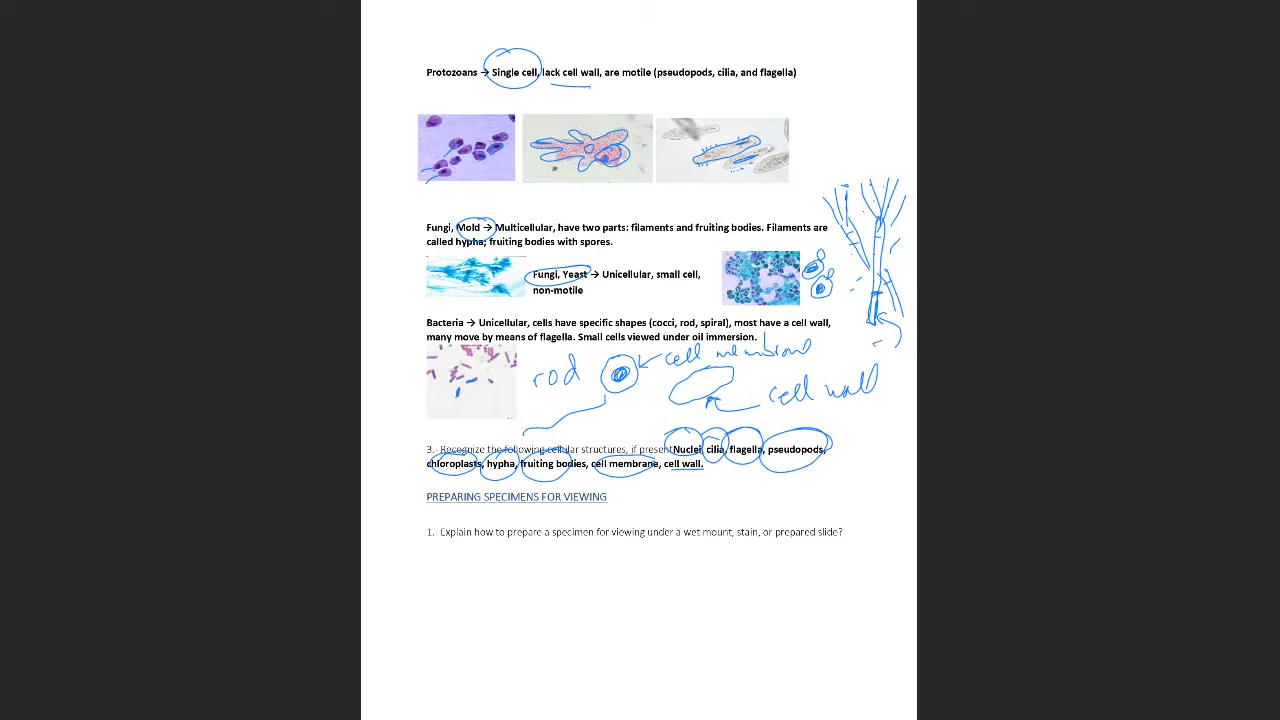 Protozoans → Single cell, lack cell wall, are motile (pseudopods, cilia, and flagella)
Fungi, Mold → Multicellular, have two parts: filaments and fruiting bodies. Filaments are
called hypha; fruiting bodies with spores.
Fungi, Yeast → Unicellular, small cell,
non-motile
Bacteria → Unicellular, cells have specific shapes (cocci, rod, spiral), most have a cell wall,
many move by means of flagella. Small cells viewed under oil immersion.
rod
cell membrane
cell wall
3.- Recognize the following cellular structures, if present Nuclei, cilia, flagella, pseudopods,
chloroplasts, hypha, fruiting bodies, cell membrane, cell wall.
PREPARING SPECIMENS FOR VIEWING
1.- Explain how to prepare a specimen for viewing under a wet mount, stain, or prepared slide?